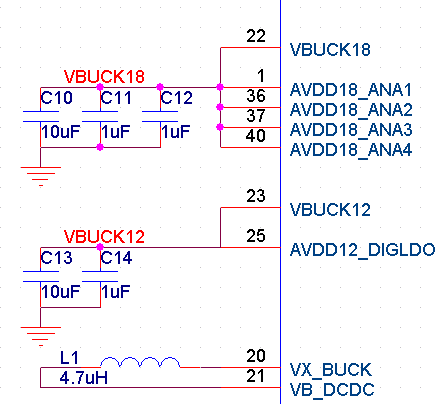 22 VBUCK18
VBUCK18 1 AVDD18_ANA1
C10 C11 C12 36 AVDD18_ANA2
37 AVDD18_ANA3
10uF 1uF 1uF 40 AVDD18_ANA4
23 VBUCK12
VBUCK12 25 AVDD12_DIGLDO
C13 C14
10uF 1uF
L1 20 VX_BUCK
4.7uH 21 VB_DCDC